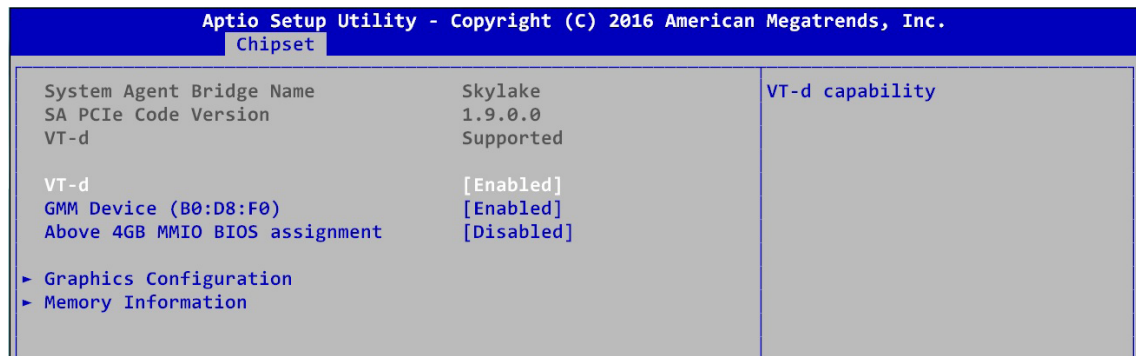 Aptio Setup Utility - Copyright (C) 2016 American Megatrends, Inc.
Chipset
System Agent Bridge Name Skylake
SA PCIe Code Version 1.9.0.0
VT-d Supported
VT-d [Enabled]
GMM Device (B0:D8:F0) [Enabled]
Above 4GB MMIO BIOS assignment [Disabled]
► Graphics Configuration
► Memory Information
VT-d capability